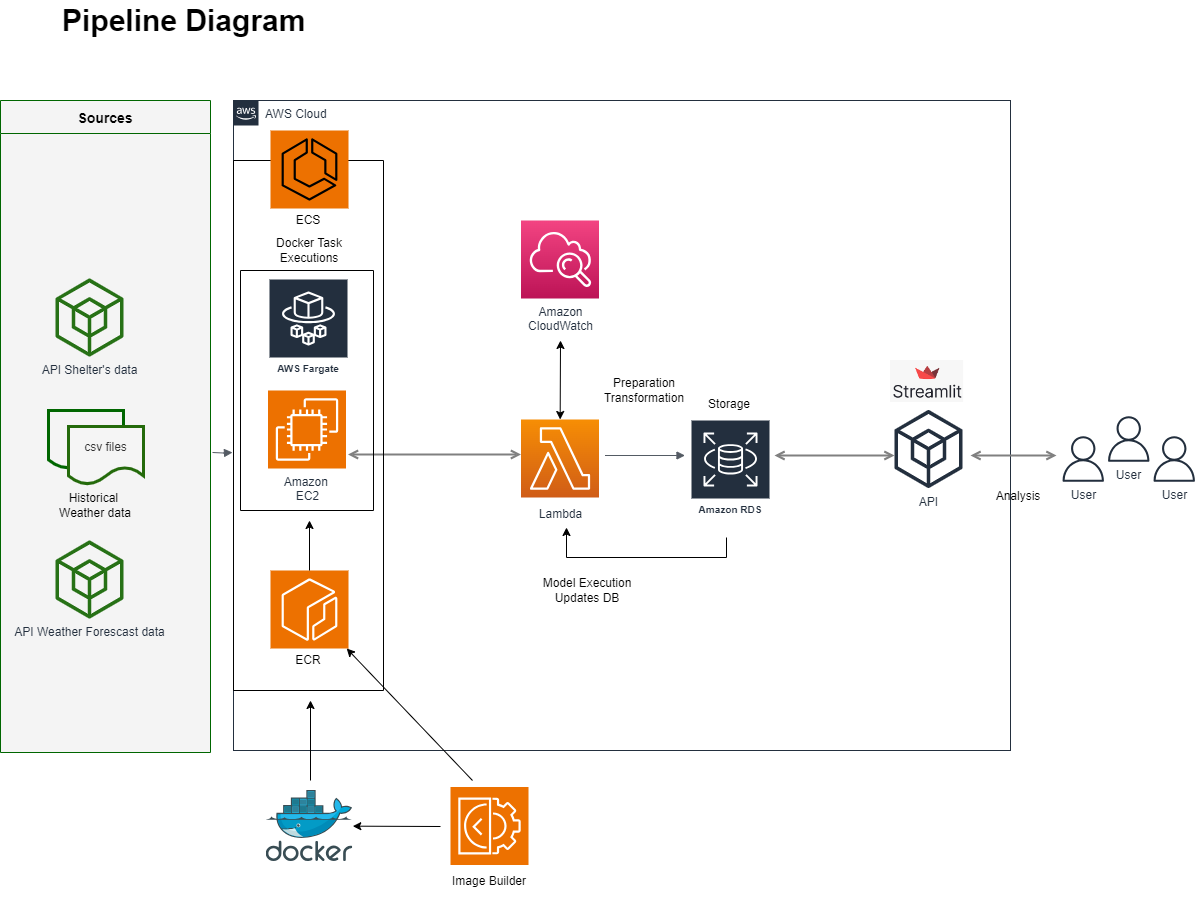 Pipeline Diagram
Sources
aws
AWS Cloud
ECS
Docker Task
Executions
AWS Fargate
Amazon
EC2
ECR
API Shelter's data
csv files
Historical
Weather data
API Weather Forecast data
Amazon
CloudWatch
Preparation
Transformation
Storage
Lambda
Amazon RDS
Model Execution
Updates DB
Streamlit
API
Analysis
User
User
User
docker
Image Builder